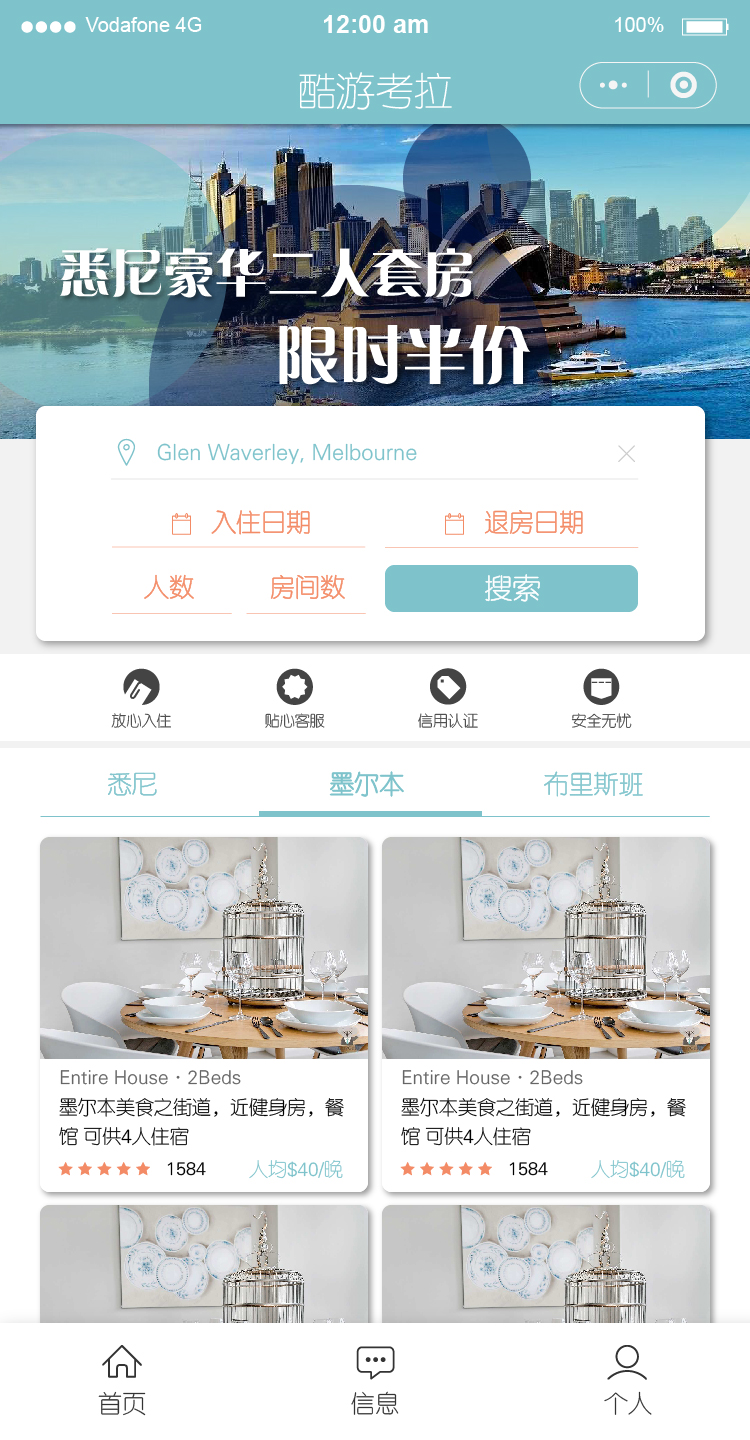 Vodafone 4G 12:00 am 100%
酷游考拉
悉尼豪华二人套房
限时半价
Glen Waverley, Melbourne
入住日期 退房日期
人数 房间数 搜索
放心入住 贴心客服 信用认证 安全无忧
悉尼 墨尔本 布里斯班
Entire House · 2Beds
墨尔本美食之街道，近健身房，餐
馆 可供4人住宿
1584 人均$40/晚
Entire House · 2Beds
墨尔本美食之街道，近健身房，餐
馆 可供4人住宿
1584 人均$40/晚
首页 信息 个人